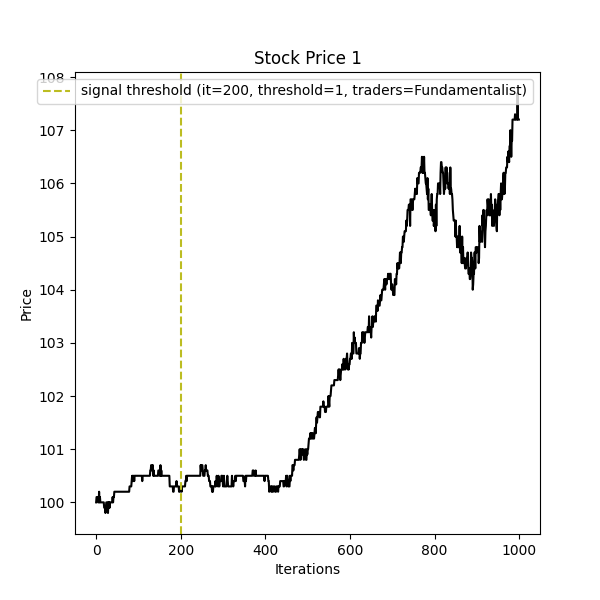 Stock Price 1
108
signal threshold (it=200, threshold=1, traders=Fundamentalist)
107
106
105
104
103
102
101
100
Price
0 200 400 600 800 1000
Iterations